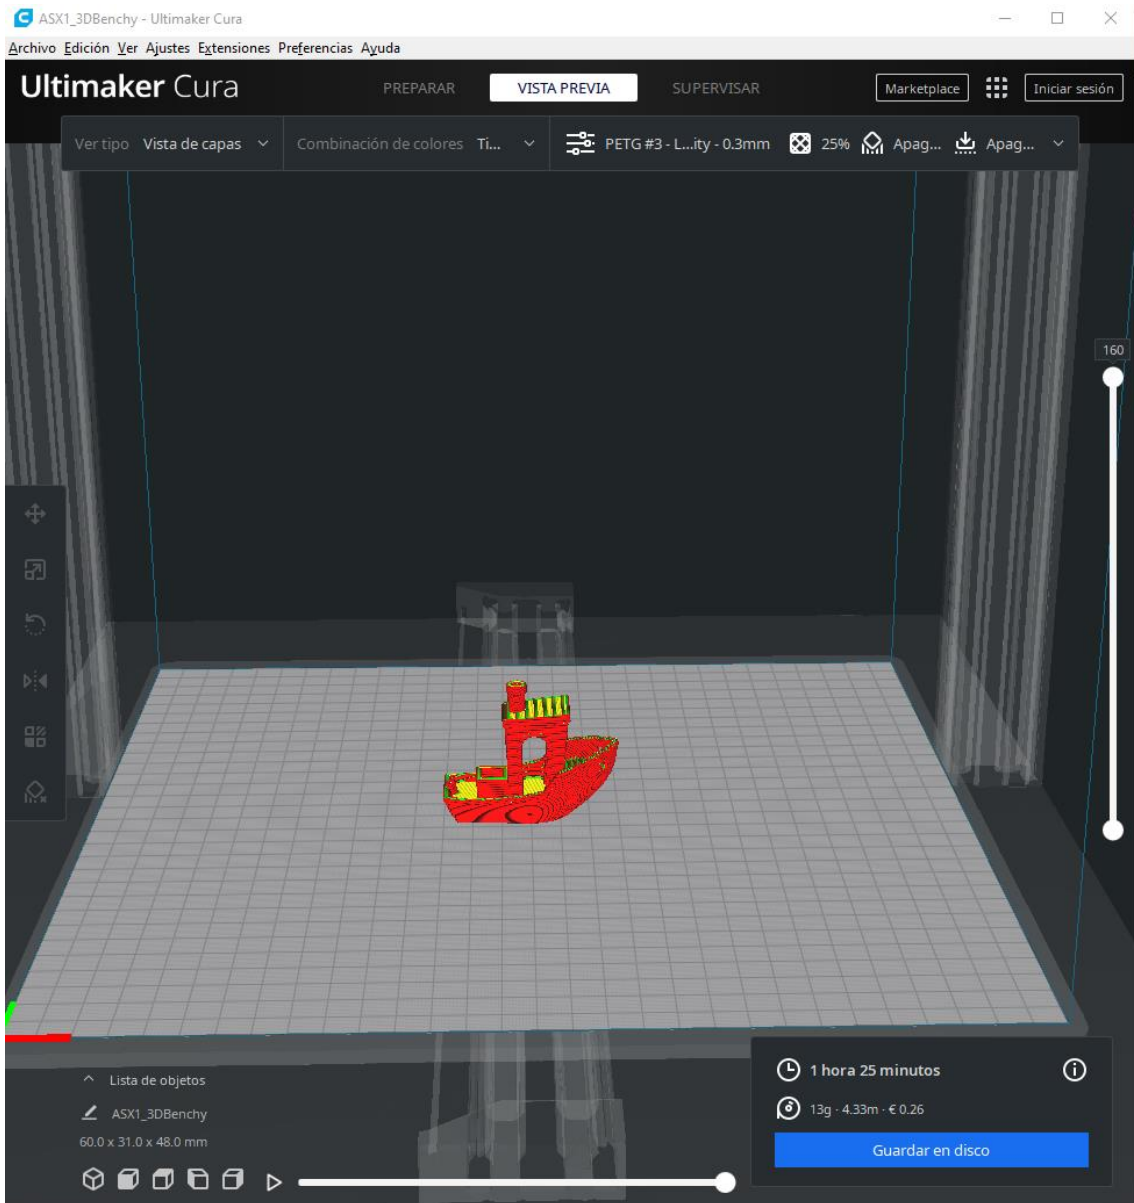 ASX1_3DBenchy - Ultimaker Cura
Archivo Edición Ver Ajustes Extensiones Preferencias Ayuda
Ultimaker Cura PREPARAR VISTA PREVIA SUPERVISAR Marketplace Iniciar sesión
Ver tipo Vista de capas Combinación de colores Ti... PETG #3 - L...ity - 0.3mm 25% Apag... Apag...
160
1 hora 25 minutos
13g · 4.33m · € 0.26
Guardar en disco
Lista de objetos
ASX1_3DBenchy
60.0 x 31.0 x 48.0 mm